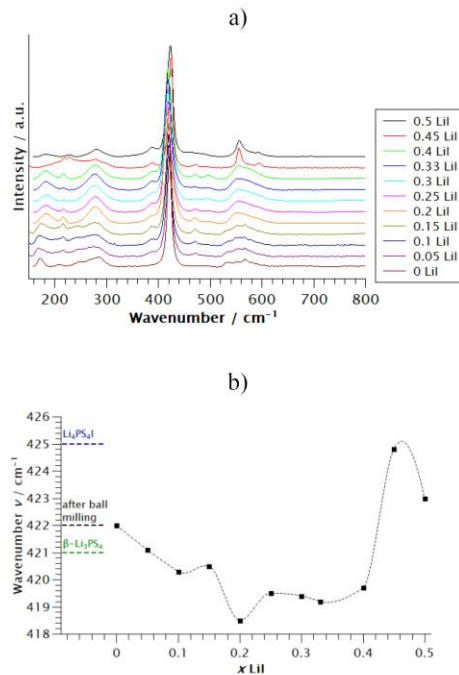 a)
Intensity / a.u.
0.5 LiI
0.45 LiI
0.4 LiI
0.33 LiI
0.3 LiI
0.25 LiI
0.2 LiI
0.15 LiI
0.1 LiI
0.05 LiI
0 LiI
200 300 400 500 600 700 800
Wavenumber / cm⁻¹
b)
Wavenumber ν / cm⁻¹
426
425
424
423
422
421
420
419
418
Li₄PS₄I
after ball
milling
β-Li₃PS₄
0 0.1 0.2 0.3 0.4 0.5
x LiI